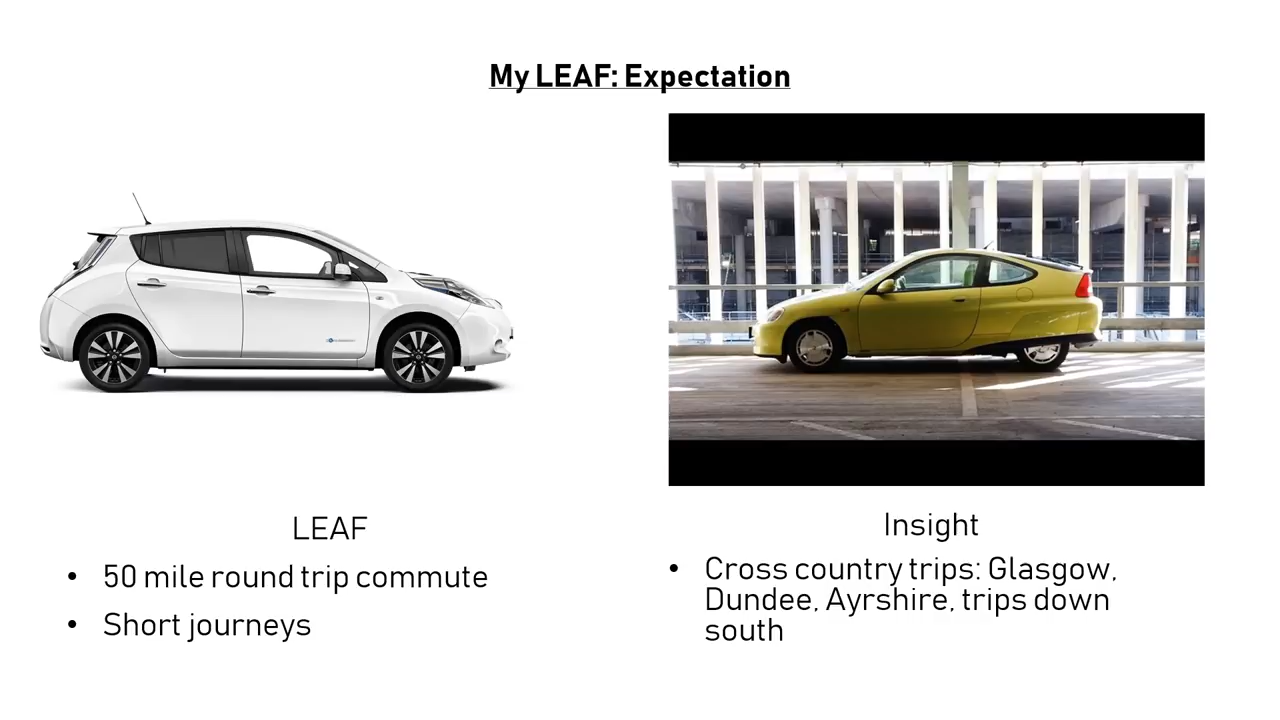 My LEAF: Expectation
LEAF
• 50 mile round trip commute
• Short journeys
Insight
• Cross country trips: Glasgow,
Dundee, Ayrshire, trips down
south